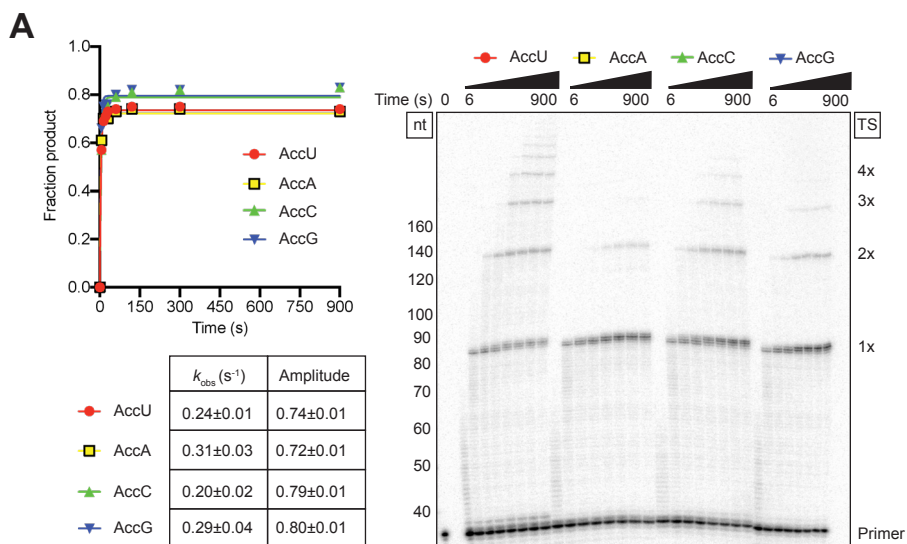 A
1.0
0.8
0.6
0.4
0.2
0.0
Fraction product
0 150 300 450 600 750 900
Time (s)
AccU
AccA
AccC
AccG
kobs (s-1) Amplitude
AccU 0.24±0.01 0.74±0.01
AccA 0.31±0.03 0.72±0.01
AccC 0.20±0.02 0.79±0.01
AccG 0.29±0.04 0.80±0.01
AccU AccA AccC AccG
Time (s) 0 6 900 6 900 6 900 6 900
nt TS
4x
3x
160
140 2x
120
100
90
80 1x
70
60
50
40
Primer